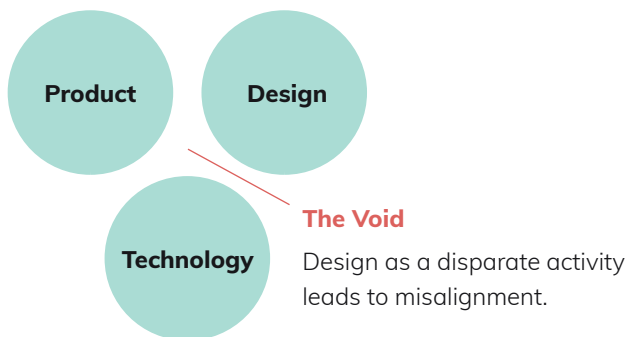 Product
Design
Technology
The Void
Design as a disparate activity
leads to misalignment.